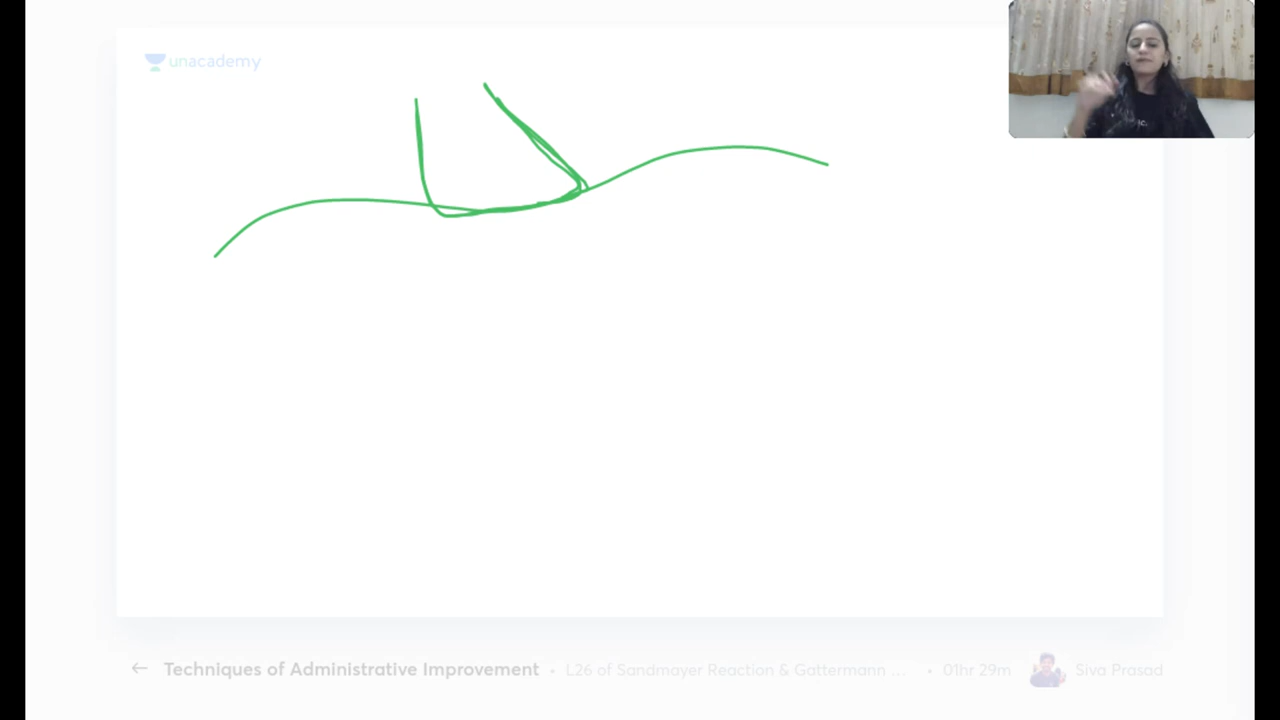 unacademy
Techniques of Administrative Improvement • L26 of Sandmayer Reaction & Gattermann ... • 01hr 29m Siva Prasad